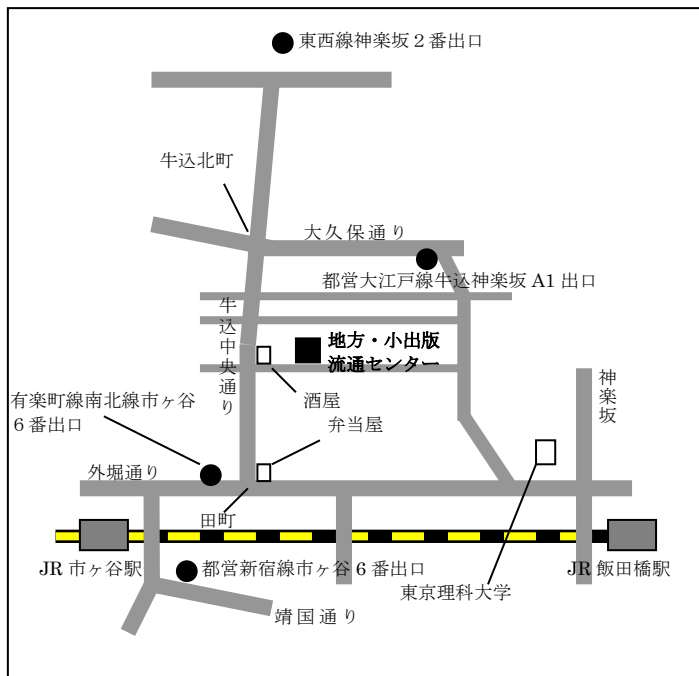 東西線神楽坂２番出口
牛込北町
大久保通り
都営大江戸線牛込神楽坂 A1 出口
牛込中央通り
地方・小出版
流通センター
神楽坂
有楽町線南北線市ヶ谷
６番出口
酒屋
弁当屋
外堀通り
田町
JR 市ヶ谷駅
都営新宿線市ヶ谷 6 番出口
東京理科大学
JR 飯田橋駅
靖国通り